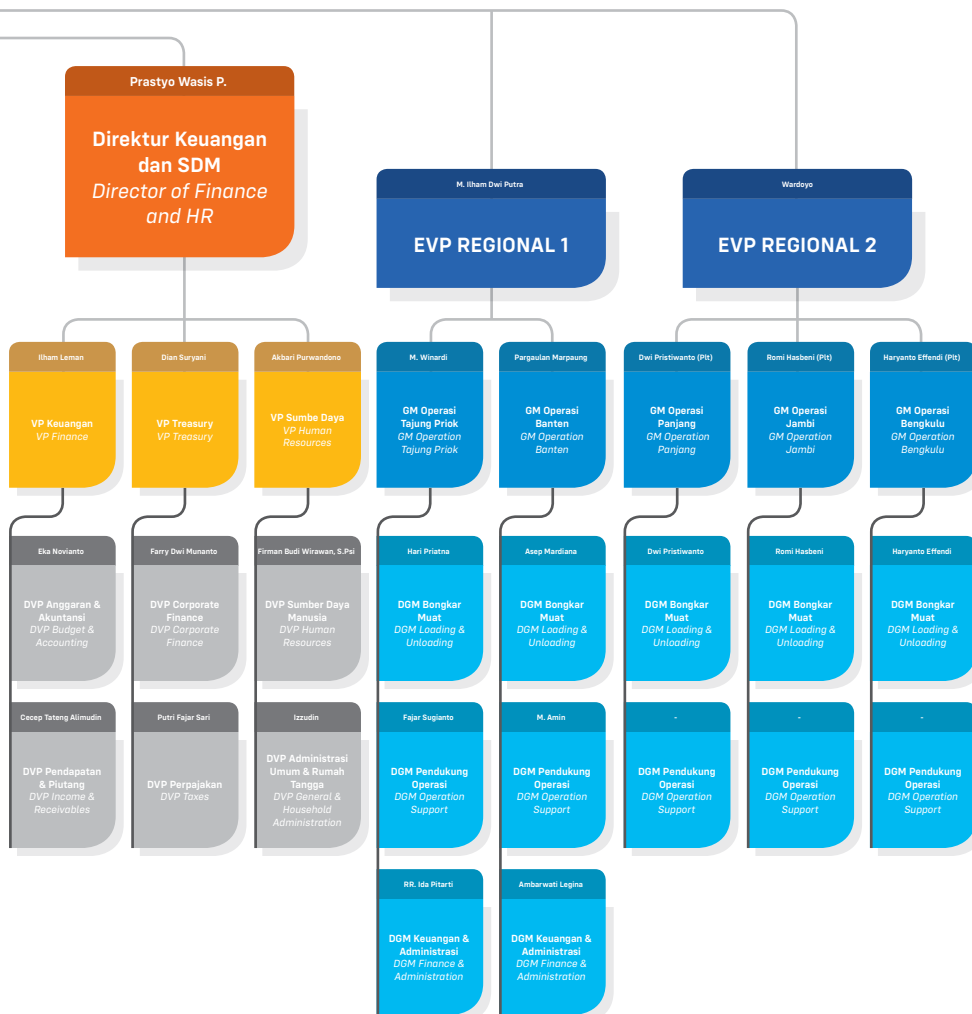 Prastyo Wasis P.
Direktur Keuangan
dan SDM
Director of Finance
and HR
M. Ilham Dwi Putra
EVP REGIONAL 1
Wardoyo
EVP REGIONAL 2
Ilham Leman
VP Keuangan
VP Finance
Dian Suryani
VP Treasury
VP Treasury
Akbari Purwandono
VP Sumbe Daya
VP Human
Resources
M. Winardi
GM Operasi
Tajung Priok
GM Operation
Tajung Priok
Pargaulan Marpaung
GM Operasi
Banten
GM Operation
Banten
Dwi Pristiwanto (Plt)
GM Operasi
Panjang
GM Operation
Panjang
Romi Hasbeni (Plt)
GM Operasi
Jambi
GM Operation
Jambi
Haryanto Effendi (Plt)
GM Operasi
Bengkulu
GM Operation
Bengkulu
Eka Novianto
DVP Anggaran &
Akuntansi
DVP Budget &
Accounting
Farry Dwi Munanto
DVP Corporate
Finance
DVP Corporate
Finance
Firman Budi Wirawan, S.Psi
DVP Sumber Daya
Manusia
DVP Human
Resources
Hari Priatna
DGM Bongkar
Muat
DGM Loading &
Unloading
Asep Mardiana
DGM Bongkar
Muat
DGM Loading &
Unloading
Dwi Pristiwanto
DGM Bongkar
Muat
DGM Loading &
Unloading
Romi Hasbeni
DGM Bongkar
Muat
DGM Loading &
Unloading
Haryanto Effendi
DGM Bongkar
Muat
DGM Loading &
Unloading
Cecep Tateng Alimudin
DVP Pendapatan
& Piutang
DVP Income &
Receivables
Putri Fajar Sari
DVP Perpajakan
DVP Taxes
Izzudin
DVP Administrasi
Umum & Rumah
Tangga
DVP General &
Household
Administration
Fajar Sugianto
DGM Pendukung
Operasi
DGM Operation
Support
M. Amin
DGM Pendukung
Operasi
DGM Operation
Support
-
DGM Pendukung
Operasi
DGM Operation
Support
-
DGM Pendukung
Operasi
DGM Operation
Support
-
DGM Pendukung
Operasi
DGM Operation
Support
RR. Ida Pitarti
DGM Keuangan &
Administrasi
DGM Finance &
Administration
Ambarwati Legina
DGM Keuangan &
Administrasi
DGM Finance &
Administration